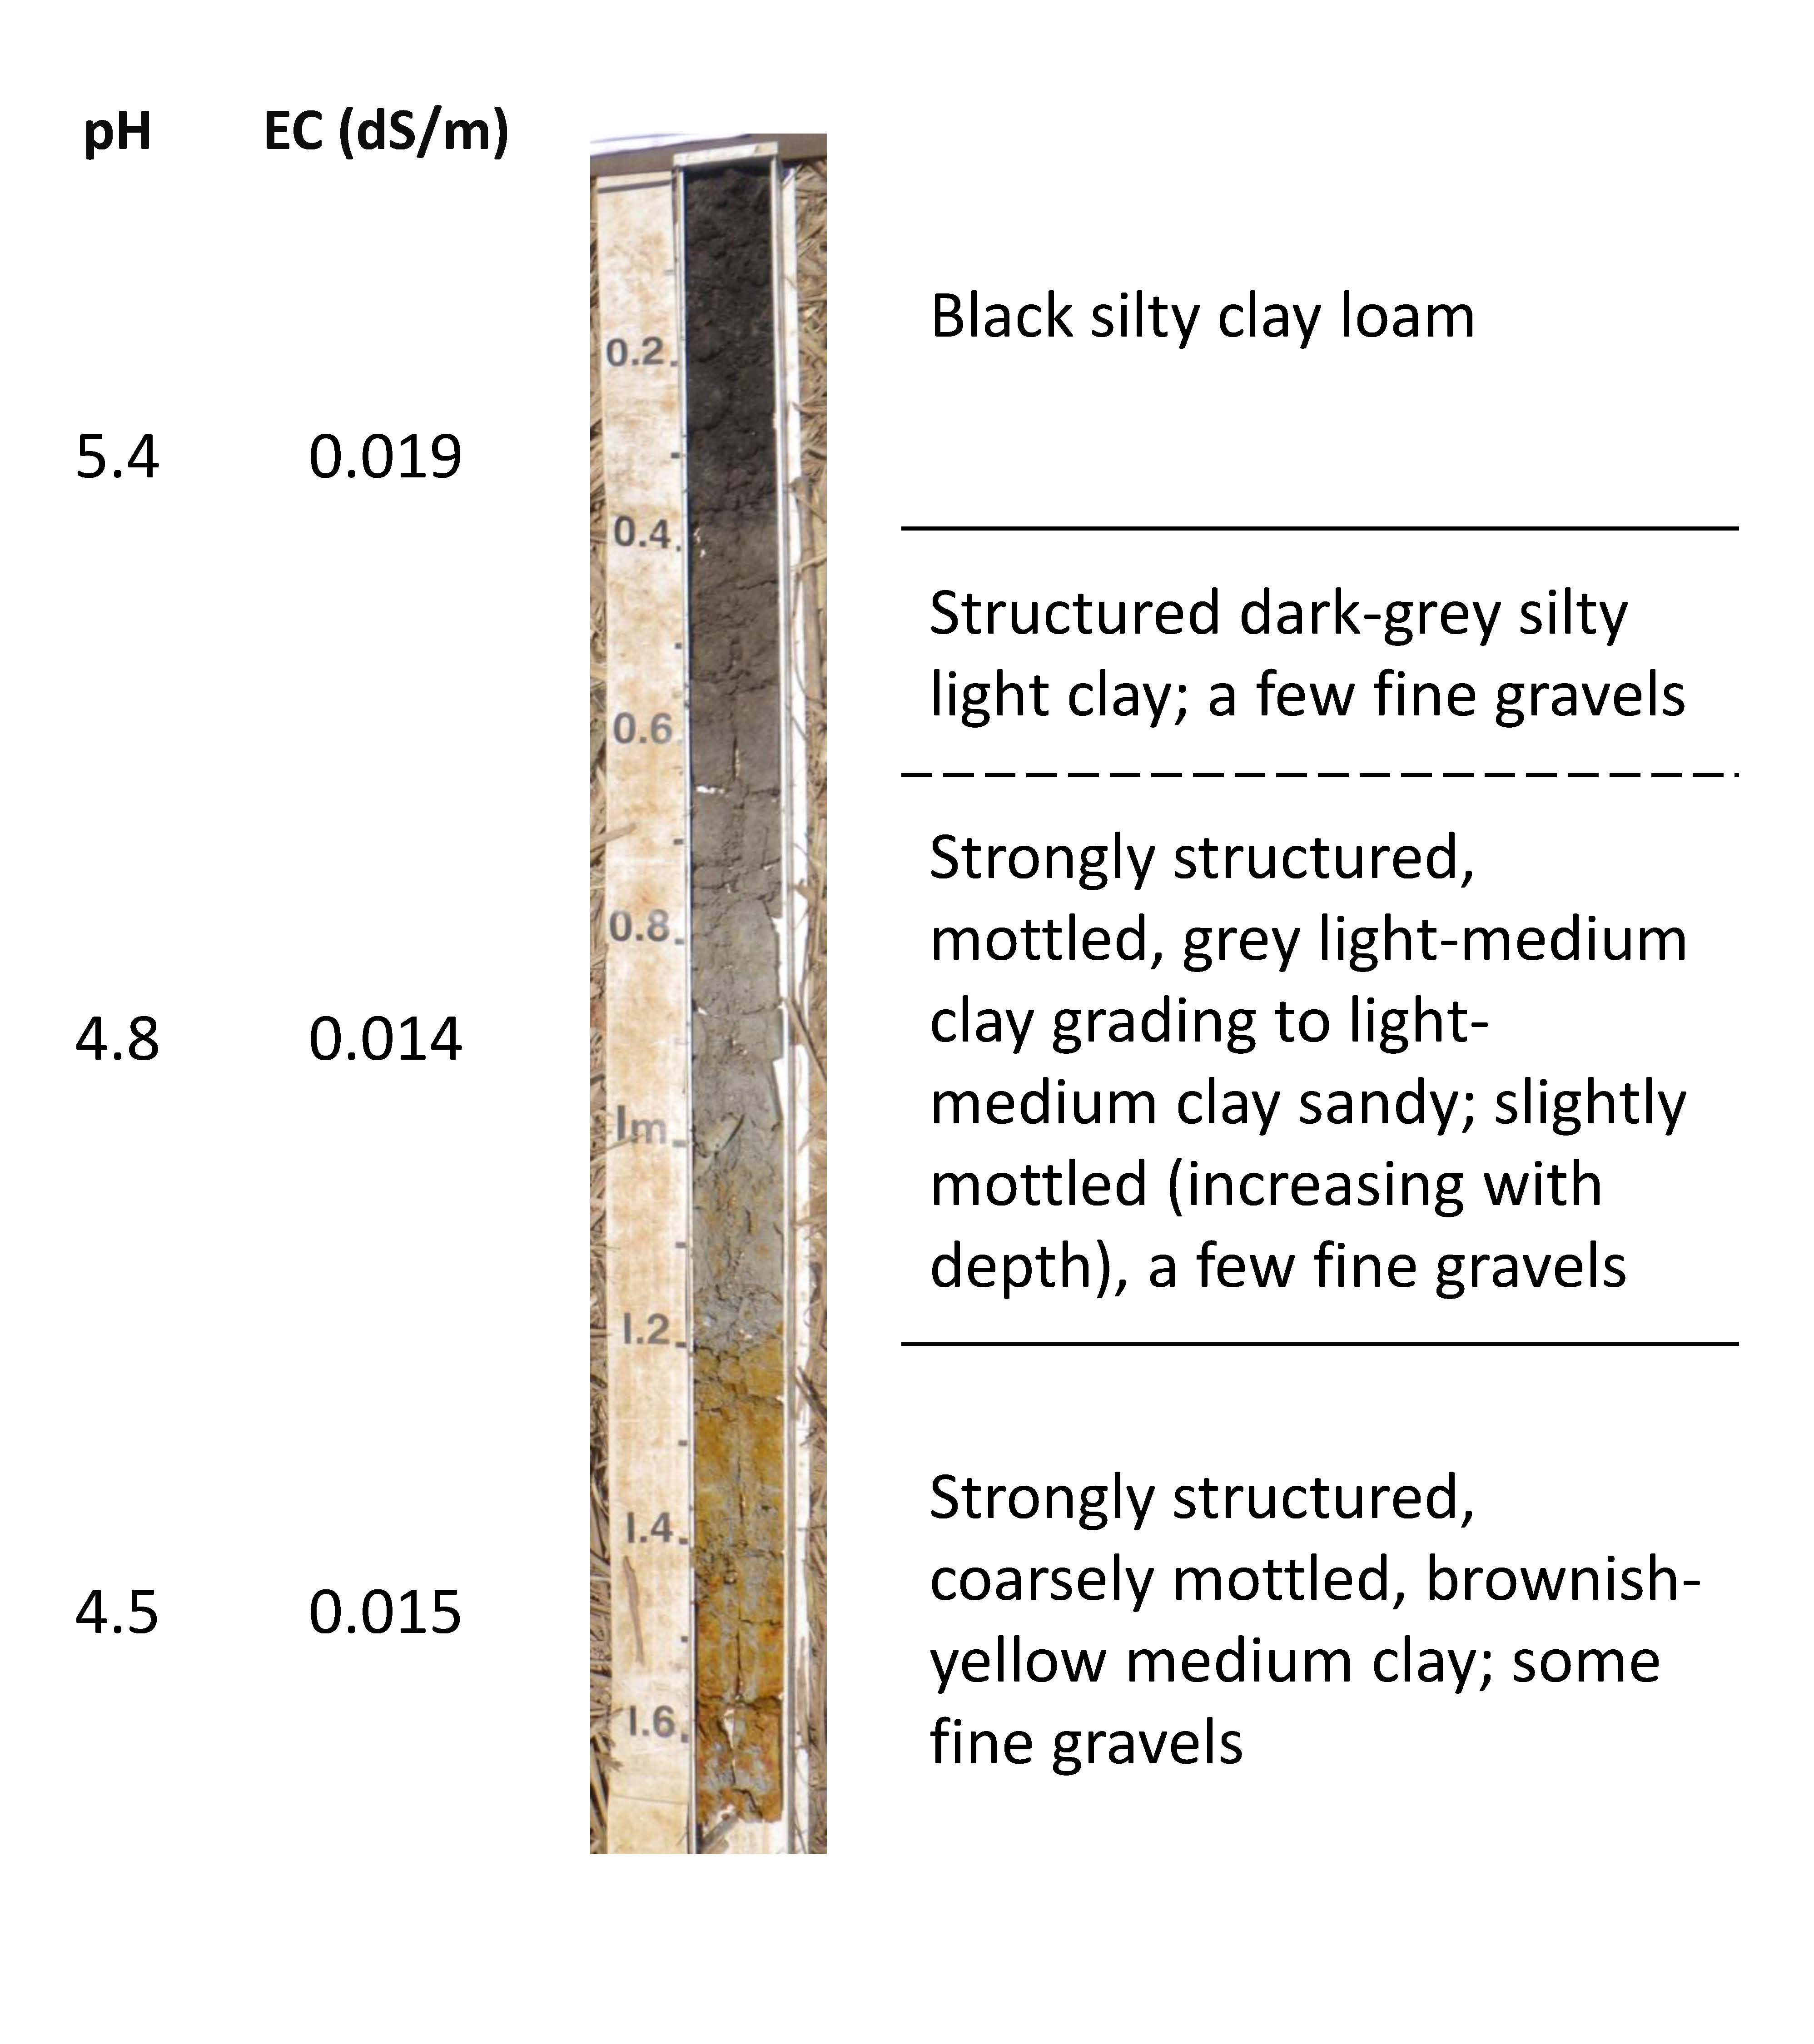 pH EC (dS/m)
Black silty clay loam
0.2
5.4 0.019
0.4
Structured dark-grey silty
light clay; a few fine gravels
0.6
Strongly structured,
mottled, grey light-medium
clay grading to light-
medium clay sandy; slightly
mottled (increasing with
depth), a few fine gravels
0.8
4.8 0.014
1m
1.2
Strongly structured,
coarsely mottled, brownish-
yellow medium clay; some
fine gravels
1.4
4.5 0.015
1.6